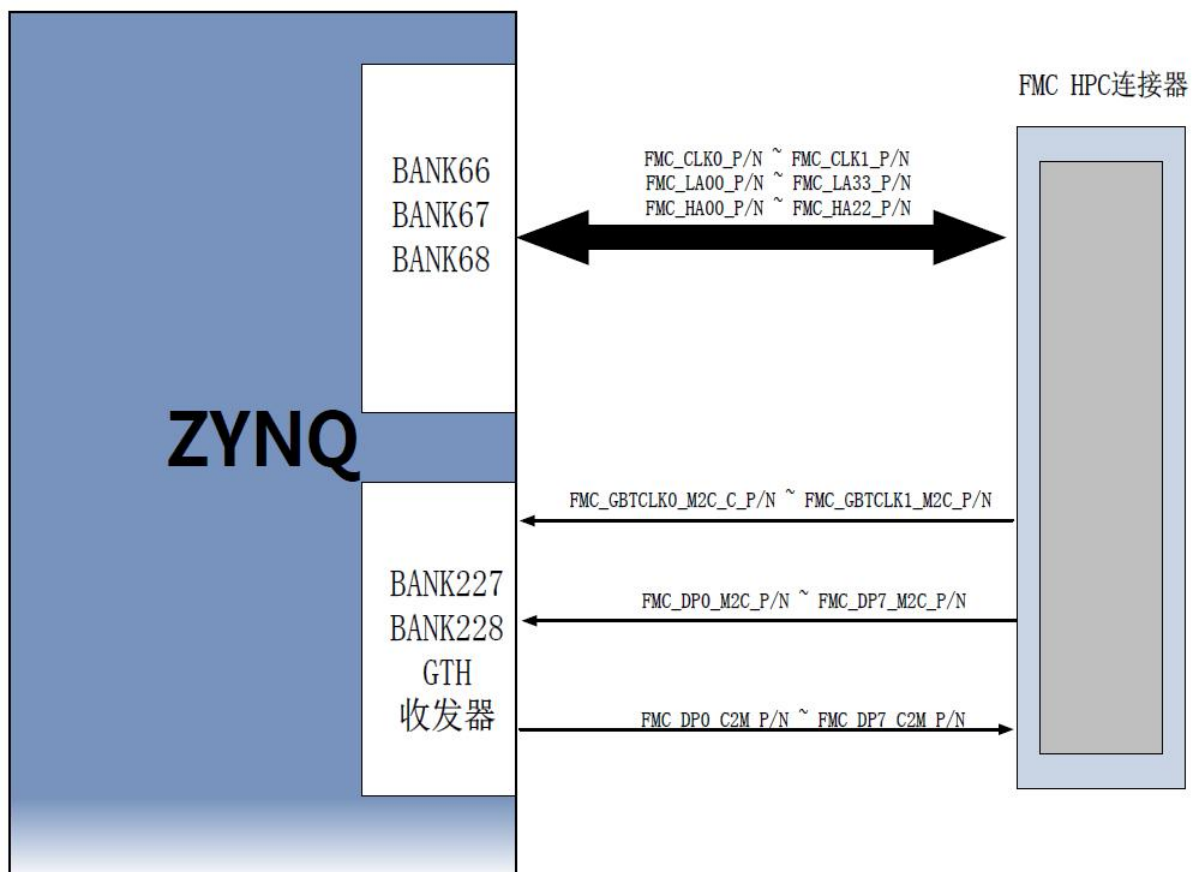 FMC HPC连接器
BANK66
BANK67
BANK68
FMC_CLK0_P/N ~ FMC_CLK1_P/N
FMC_LA00_P/N ~ FMC_LA33_P/N
FMC_HA00_P/N ~ FMC_HA22_P/N
ZYNQ
FMC_GBTCLK0_M2C_C_P/N ~ FMC_GBTCLK1_M2C_P/N
BANK227
BANK228
GTH
收发器
FMC_DP0_M2C_P/N ~ FMC_DP7_M2C_P/N
FMC_DP0_C2M_P/N ~ FMC_DP7_C2M_P/N